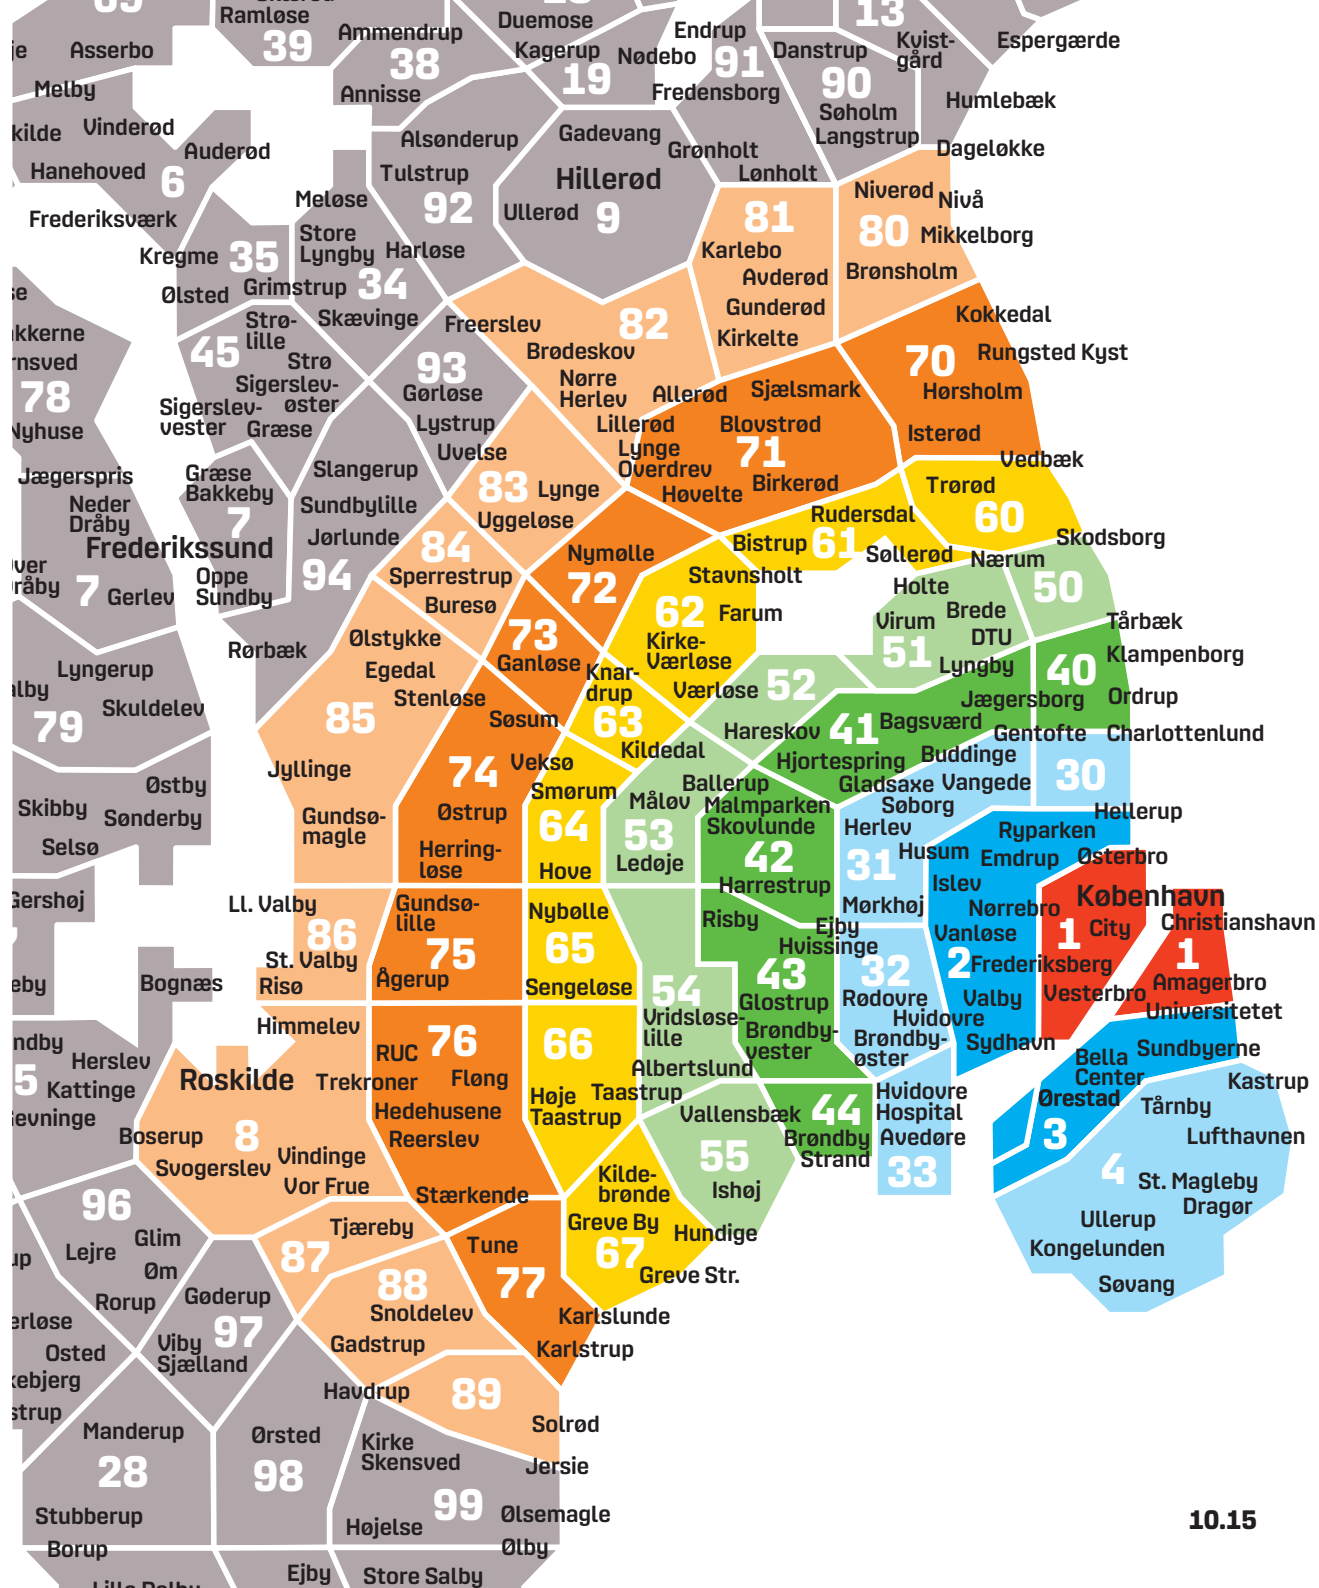 Ramløse
39
Ammendrup
38
Annisse
Duemose
Kagerup
19
Nødebo
Endrup
91
Fredensborg
13
Danstrup
Kvist-
gård
90
Søholm
Langstrup
Espergærde
Humlebæk
Dageløkke
Asserbo
Melby
Vinderød
Hanehoved
6
Auderød
Frederiksværk
Alsønderup
Tulstrup
92
Harløse
Gadevang
Grønholt
Lønholt
Hillerød
Ullerød
9
Meløse
Store
Lyngby
34
Skævinge
Kregme
35
Ølsted
Grimstrup
81
Karlebo
Avderød
Gunderød
Kirkelte
Niverød
Nivå
80
Mikkelborg
Brønsholm
Strø-
lille
45
Strø
Sigerslev-
øster
Sigerslev-
vester
Græse
Freerslev
82
Brødeskov
Nørre
Herlev
Allerød
Lillerød
93
Gørløse
Lystrup
Uvelse
Kokkedal
70
Rungsted Kyst
Hørsholm
Isterød
Sjælsmark
Blovstrød
71
Lynge
Overdrev
Høvelte
Birkerød
78
Nyhuse
Jægerspris
Neder
Dråby
Frederikssund
7
Gerlev
Græse
Bakkeby
7
Oppe
Sundby
Slangerup
Sundbylille
Jørlunde
94
Rørbæk
83
Lynge
Uggeløse
84
Sperrestrup
Buresø
Nymølle
72
73
Ganløse
Vedbæk
Trørød
60
Skodsborg
Rudersdal
Bistrup
61
Søllerød
Nærum
Stavnsholt
62
Farum
Kirke-
Værløse
Værløse
Knar-
drup
63
Kildedal
Holte
50
Virum
Brede
DTU
51
Lyngby
Tårbæk
Klampenborg
40
Ordrup
Jægersborg
Gentofte
Charlottenlund
52
Hareskov
41
Bagsværd
Hjortespring
Gladsaxe
Buddinge
Vangede
Søborg
30
Hellerup
Ølstykke
Egedal
Stenløse
85
Jyllinge
Gundsø-
magle
Søsum
Veksø
74
Østrup
Herring-
løse
Smørum
64
Hove
Ballerup
Måløv
53
Ledøje
Malmparken
Skovlunde
42
Harrestrup
Herlev
31
Mørkhøj
Husum
Ryparken
Emdrup
Islev
Nørrebro
Vanløse
2
Frederiksberg
Valby
Sydhavn
Østerbro
København
1
City
Vesterbro
Christianshavn
1
Amagerbro
Universitetet
Lyngerup
79
Skuldelev
Østby
Skibby
Sønderby
Selsø
Gershøj
Bognæs
Ll. Valby
86
St. Valby
Risø
Gundsø-
lille
75
Ågerup
Nybølle
65
Sengeløse
Risby
Ejby
Hvissinge
43
Glostrup
Brøndby-
vester
54
Vridsløse-
lille
Albertslund
32
Rødovre
Hvidovre
Brøndby-
øster
Himmelev
Roskilde
Trekroner
8
Boserup
Svogerslev
Vindinge
Vor Frue
RUC
76
Fløng
Hedehusene
Reerslev
Stærkende
66
Høje
Taastrup
Taastrup
Vallensbæk
55
Ishøj
44
Brøndby
Strand
Hvidovre
Hospital
Avedøre
33
Bella
Center
Ørestad
3
Sundbyerne
Kastrup
Tårnby
Lufthavnen
4
St. Magleby
Dragør
Ullerup
Kongelunden
Søvang
Herslev
Kattinge
96
Glim
Lejre
Øm
Rorup
Osted
Gøderup
97
Viby
Sjælland
Tjæreby
87
88
Snoldelev
Gadstrup
Tune
77
Kilde-
brønde
Greve By
67
Hundige
Greve Str.
Karlslunde
Karlstrup
Havdrup
89
Solrød
Jersie
Manderup
28
Stubberup
Borup
Ørsted
98
Kirke
Skensved
99
Højelse
Ølsemagle
Ølby
Ejby
Store Salby
10.15